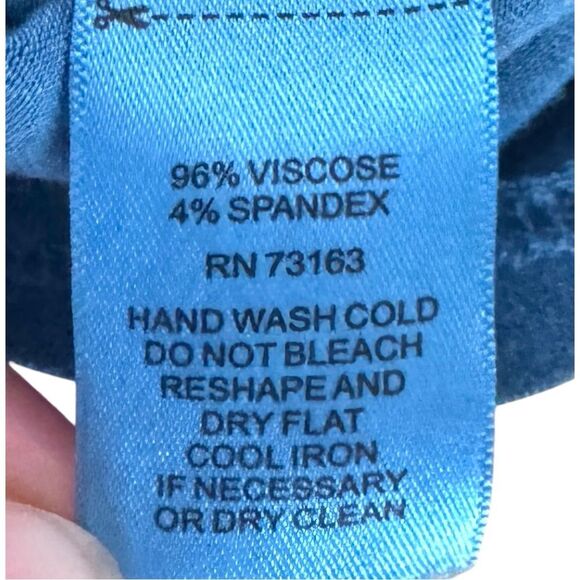 96% VISCOSE
4% SPANDEX
RN 73163
HAND WASH COLD
DO NOT BLEACH
RESHAPE AND
DRY FLAT
COOL IRON
IF NECESSARY
OR DRY CLEAN